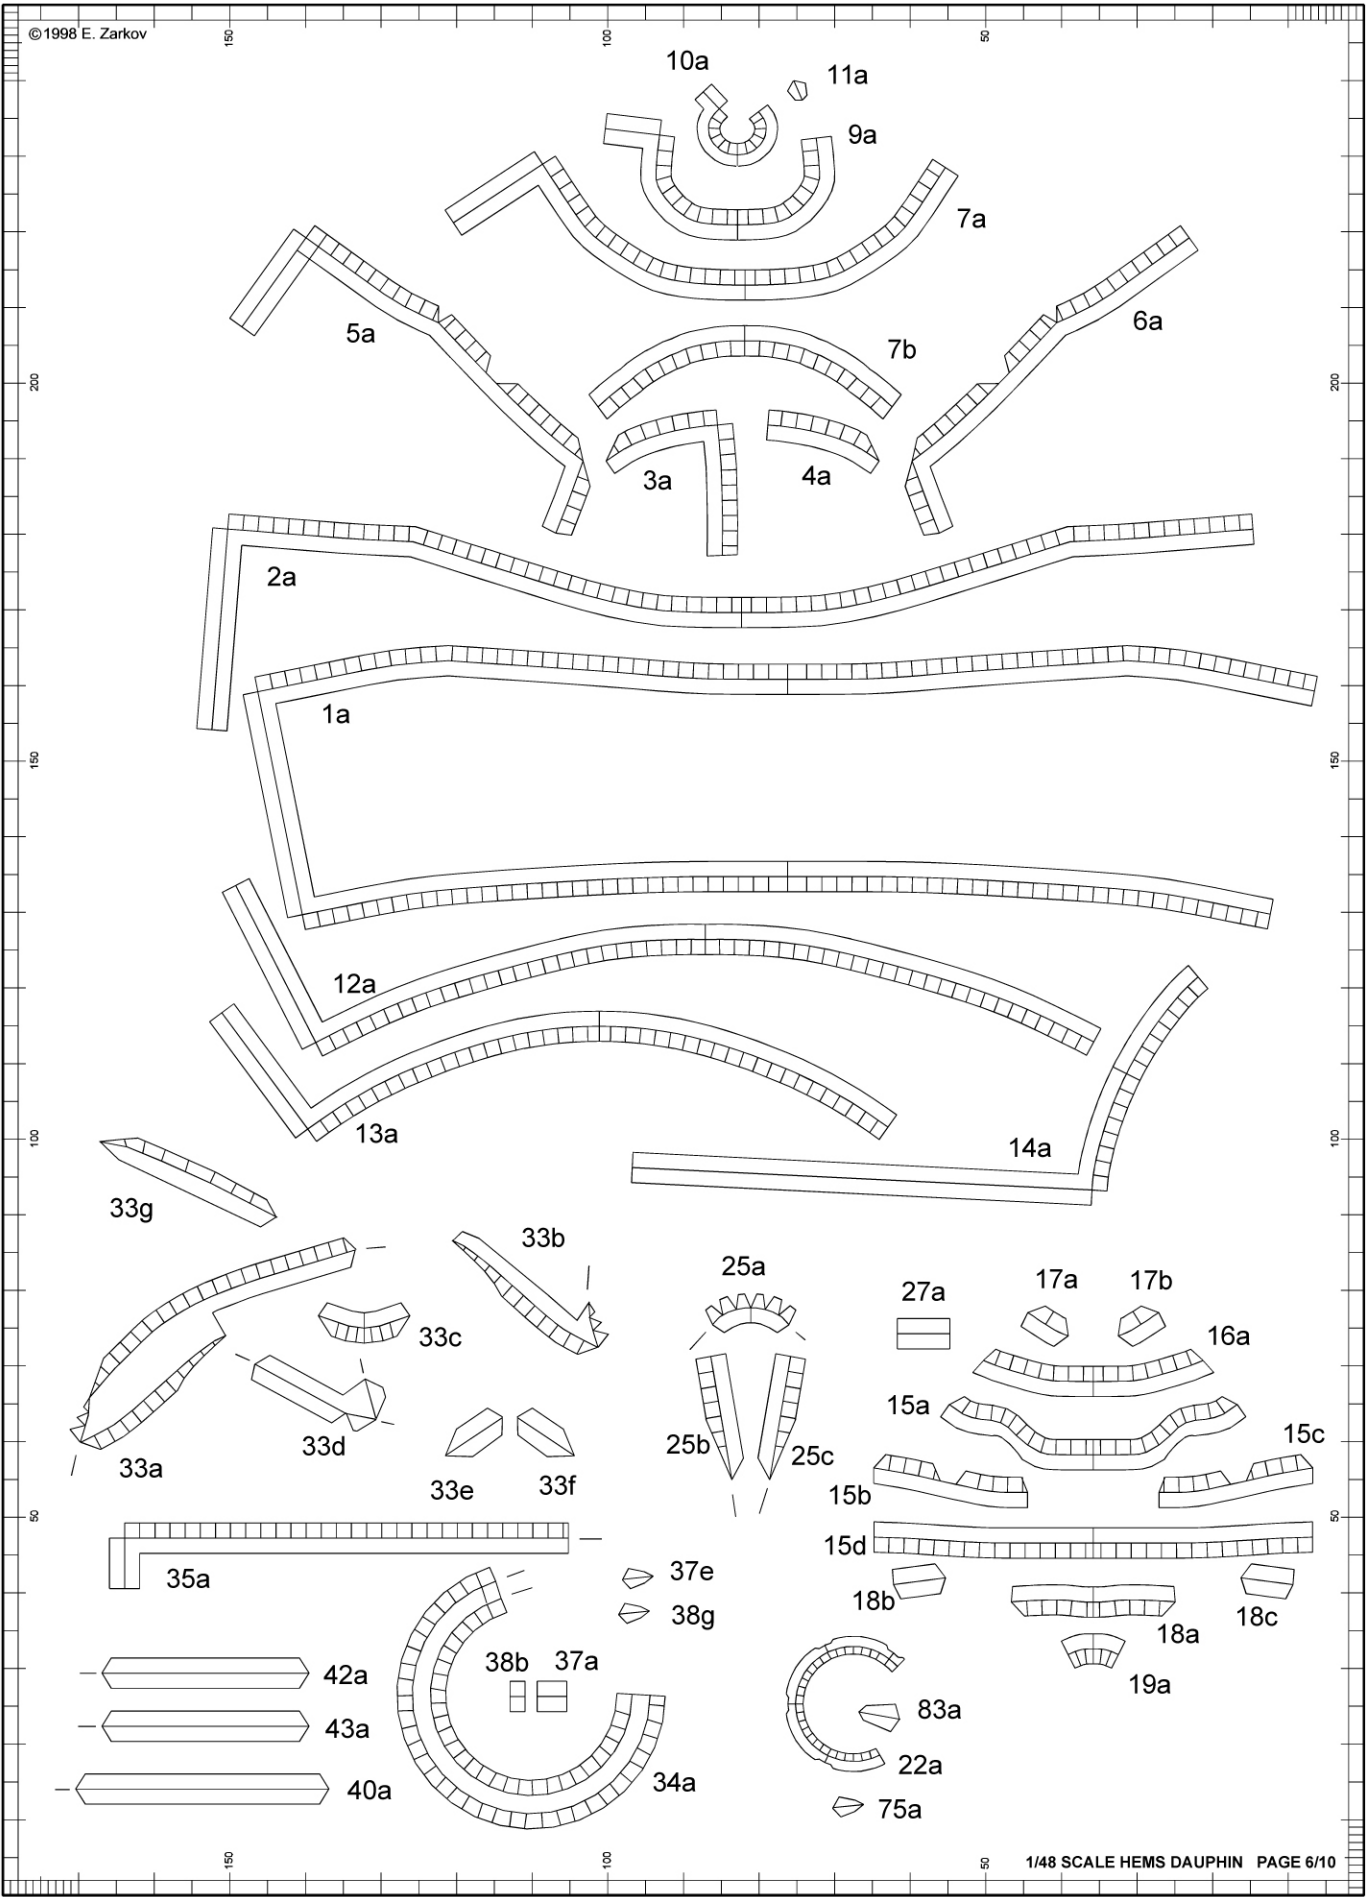 ©1998 E. Zarkov
150
100
50
10a
11a
9a
7a
5a
6a
7b
200
200
3a
4a
2a
1a
150
150
12a
13a
14a
100
100
33g
33b
25a
27a
17a
17b
33c
16a
15a
33d
25b
25c
15c
33a
33e
33f
15b
50
50
15d
35a
37e
18b
38g
18a
18c
38b
37a
42a
19a
83a
43a
22a
34a
40a
75a
150
100
50
1/48 SCALE HEMS DAUPHIN PAGE 6/10